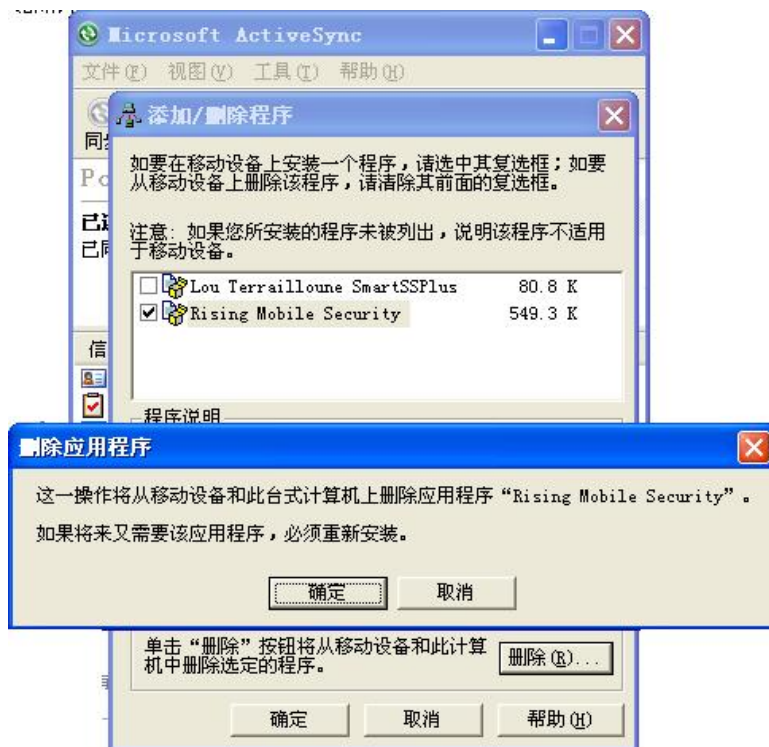 Microsoft ActiveSync
文件(F) 视图(V) 工具(T) 帮助(H)
添加/删除程序
同步
如要在移动设备上安装一个程序，请选中其复选框；如要
从移动设备上删除该程序，请清除其前面的复选框。
注意: 如果您所安装的程序未被列出，说明该程序不适用
于移动设备。
Lou Terrailloune SmartSSPlus 80.8 K
Rising Mobile Security 549.3 K
信
程序说明
删除应用程序
这一操作将从移动设备和此台式计算机上删除应用程序“Rising Mobile Security”。
如果将来又需要该应用程序，必须重新安装。
确定 取消
单击“删除”按钮将从移动设备和此计算
机中删除选定的程序。
删除(R)...
确定 取消 帮助(H)